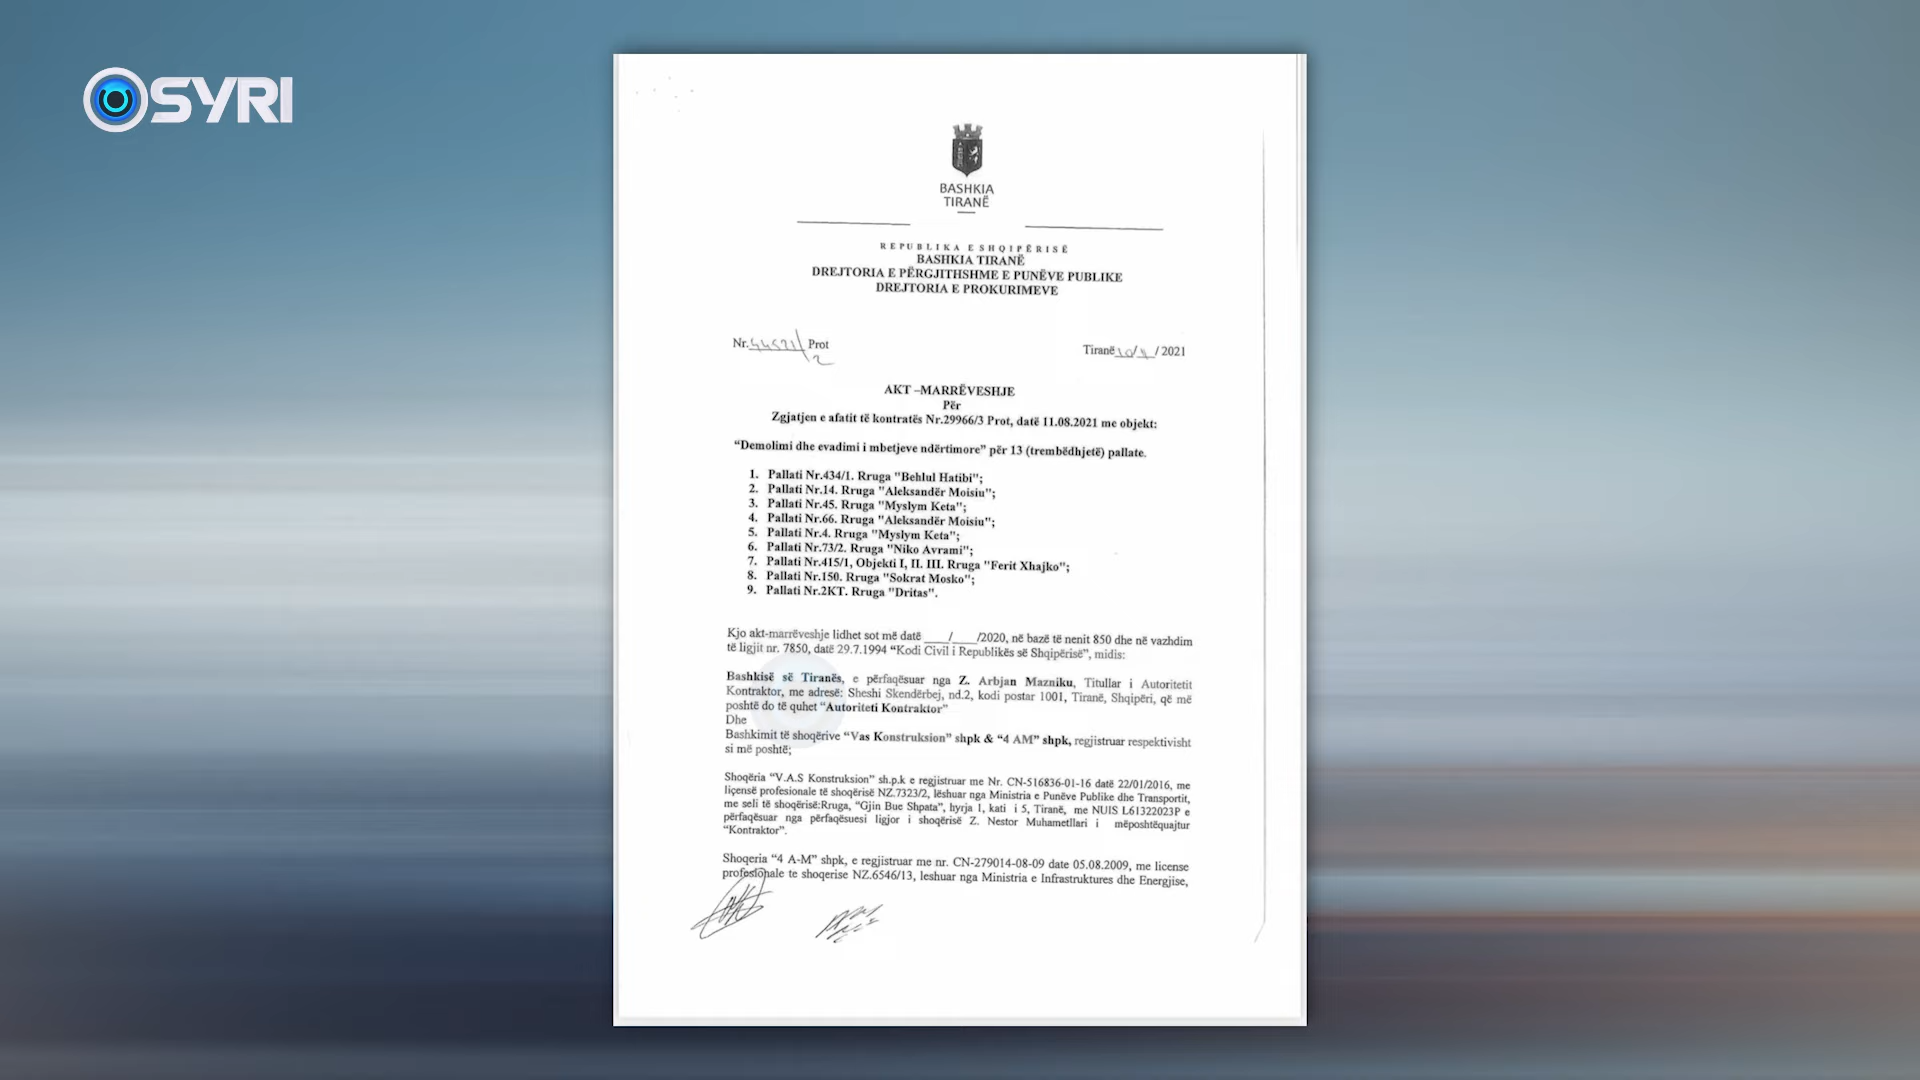 SYRI
BASHKIA
TIRANË
REPUBLIKA E SHQIPËRISË
BASHKIA TIRANË
DREJTORIA E PËRGJITHSHME E PUNËVE PUBLIKE
DREJTORIA E PROKURIMEVE
Nr. Prot
2
Tiranë / 2021
AKT –MARRËVESHJE
Për
Zgjatjen e afatit të kontratës Nr.29966/3 Prot, datë 11.08.2021 me objekt:
“Demolimi dhe evadimi i mbetjeve ndërtimore” për 13 (trembëdhjetë) pallate.
1. Pallati Nr.434/1. Rruga "Behlul Hatibi";
2. Pallati Nr.14. Rruga "Aleksandër Moisiu";
3. Pallati Nr.45. Rruga "Myslym Keta";
4. Pallati Nr.66. Rruga "Aleksandër Moisiu";
5. Pallati Nr.4. Rruga "Myslym Keta";
6. Pallati Nr.73/2. Rruga "Niko Avrami";
7. Pallati Nr.415/1, Objekti I, II. III. Rruga "Ferit Xhajko";
8. Pallati Nr.150. Rruga "Sokrat Mosko";
9. Pallati Nr.2KT. Rruga "Dritas".
Kjo akt-marrëveshje lidhet sot më datë ____/____/2020, në bazë të nenit 850 dhe në vazhdim
të ligjit nr. 7850, datë 29.7.1994 “Kodi Civil i Republikës së Shqipërisë”, midis:
Bashkisë së Tiranës, e përfaqësuar nga Z. Arbjan Mazniku, Titullar i Autoritetit
Kontraktor, me adresë: Sheshi Skendërbej, nd.2, kodi postar 1001, Tiranë, Shqipëri, që më
poshtë do të quhet “Autoriteti Kontraktor”
Dhe
Bashkimit të shoqërive “Vas Konstruksion” shpk & “4 AM” shpk, regjistruar respektivisht
si më poshtë;
Shoqëria “V.A.S Konstruksion” sh.p.k e regjistruar me Nr. CN-516836-01-16 datë 22/01/2016, me
liçensë profesionale të shoqërisë NZ.7323/2, lëshuar nga Ministria e Punëve Publike dhe Transportit,
me seli të shoqërisë:Rruga, “Gjin Bue Shpata”, hyrja 1, kati i 5, Tiranë, me NUIS L61322023P e
përfaqësuar nga përfaqësuesi ligjor i shoqërisë Z. Nestor Muhametllari i mëposhtëquajtur
“Kontraktor”.
Shoqeria “4 A-M” shpk, e regjistruar me nr. CN-279014-08-09 date 05.08.2009, me license
profesionale te shoqerise NZ.6546/13, leshuar nga Ministria e Infrastruktures dhe Energjise,